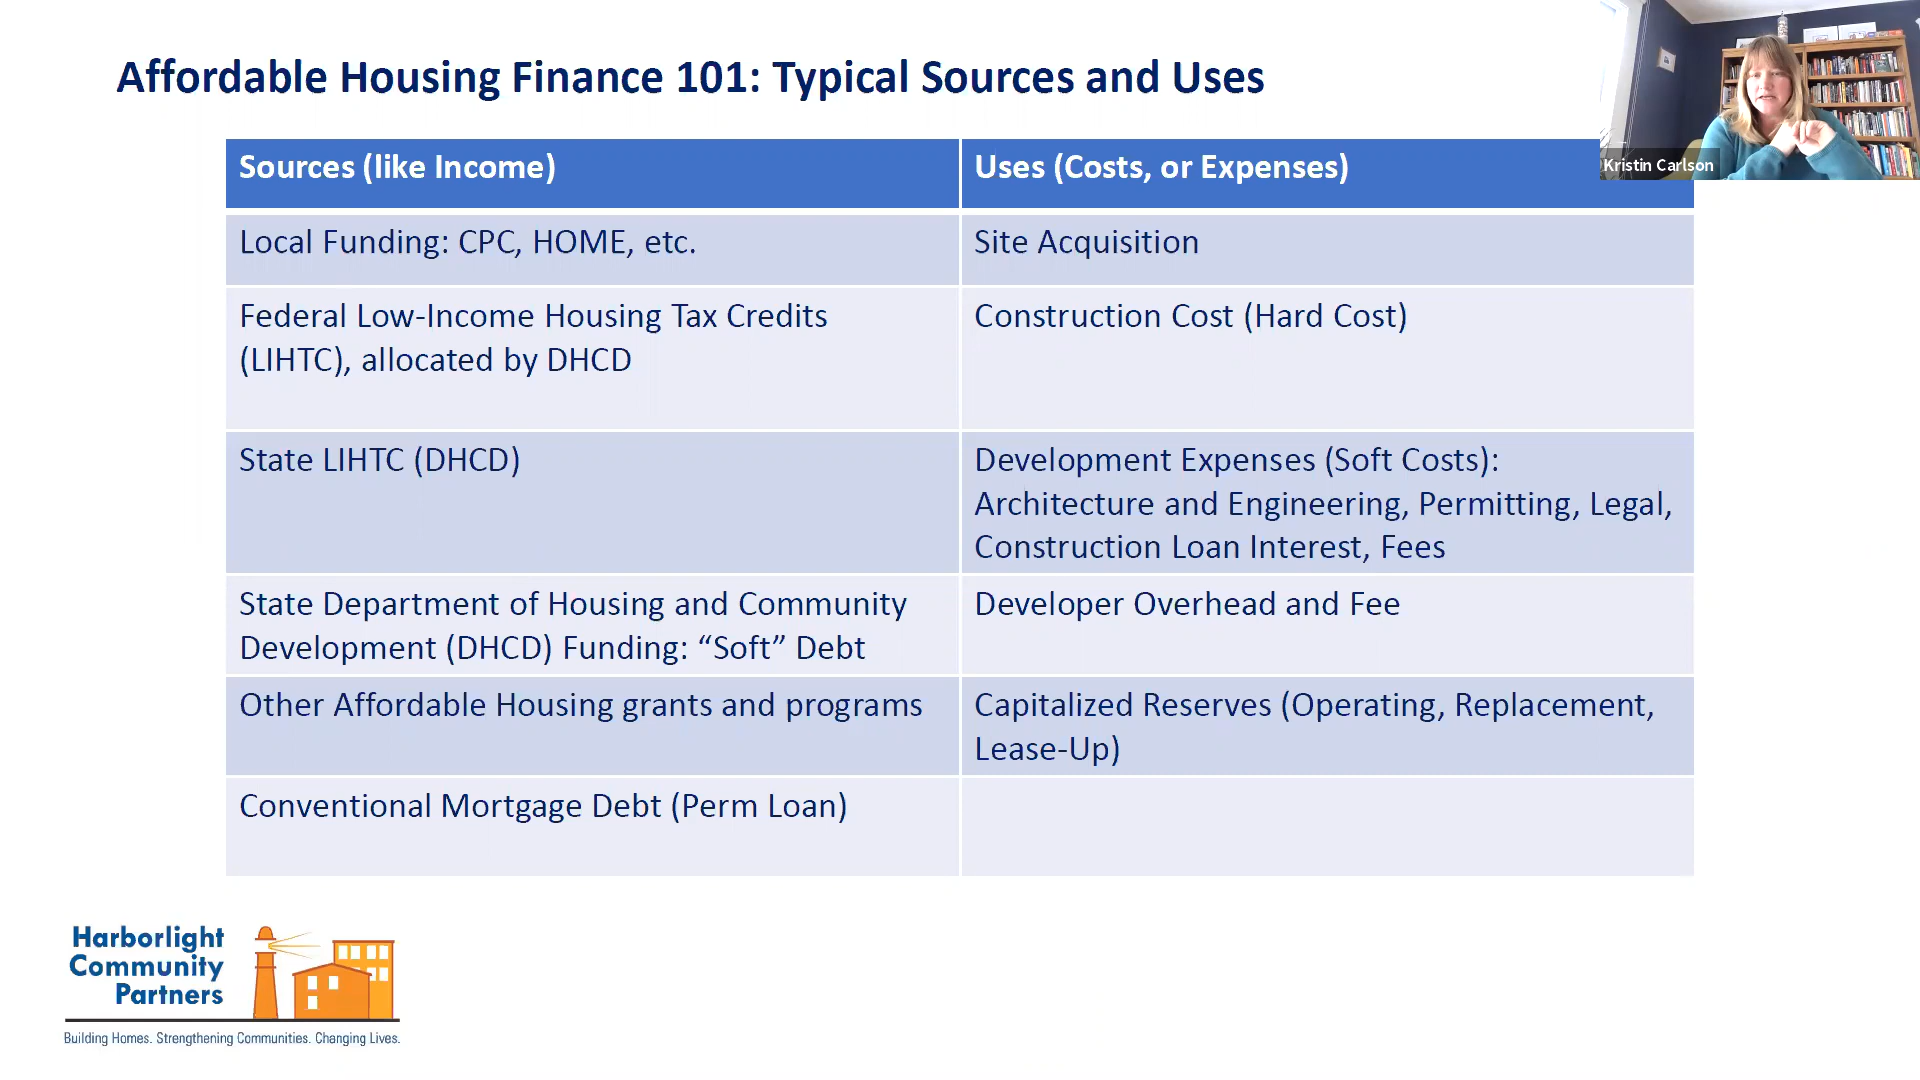 Affordable Housing Finance 101: Typical Sources and Uses
Kristin Carlson
Sources (like Income)
Uses (Costs, or Expenses)
Local Funding: CPC, HOME, etc.
Site Acquisition
Federal Low-Income Housing Tax Credits
(LIHTC), allocated by DHCD
Construction Cost (Hard Cost)
State LIHTC (DHCD)
Development Expenses (Soft Costs):
Architecture and Engineering, Permitting, Legal,
Construction Loan Interest, Fees
State Department of Housing and Community
Development (DHCD) Funding: “Soft” Debt
Developer Overhead and Fee
Other Affordable Housing grants and programs
Capitalized Reserves (Operating, Replacement,
Lease-Up)
Conventional Mortgage Debt (Perm Loan)
Harborlight
Community
Partners
Building Homes. Strengthening Communities. Changing Lives.